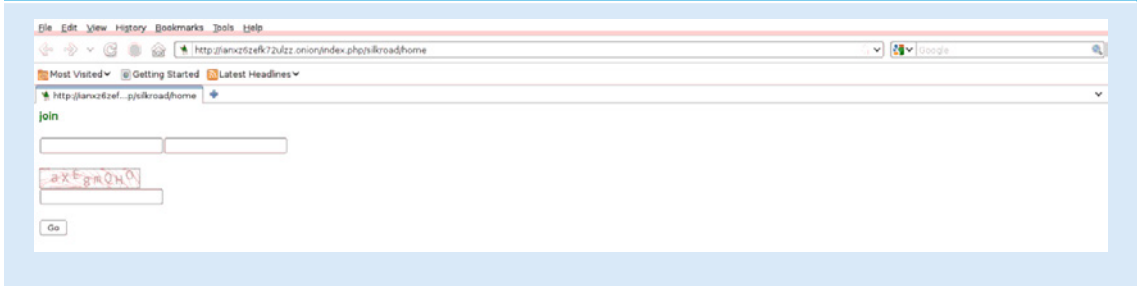 File Edit View History Bookmarks Tools Help
http://ianxz6zefk72ulzz.onion/index.php/silkroad/home Google
Most Visited Getting Started Latest Headlines
http://ianxz6zef...p/silkroad/home
join
Go